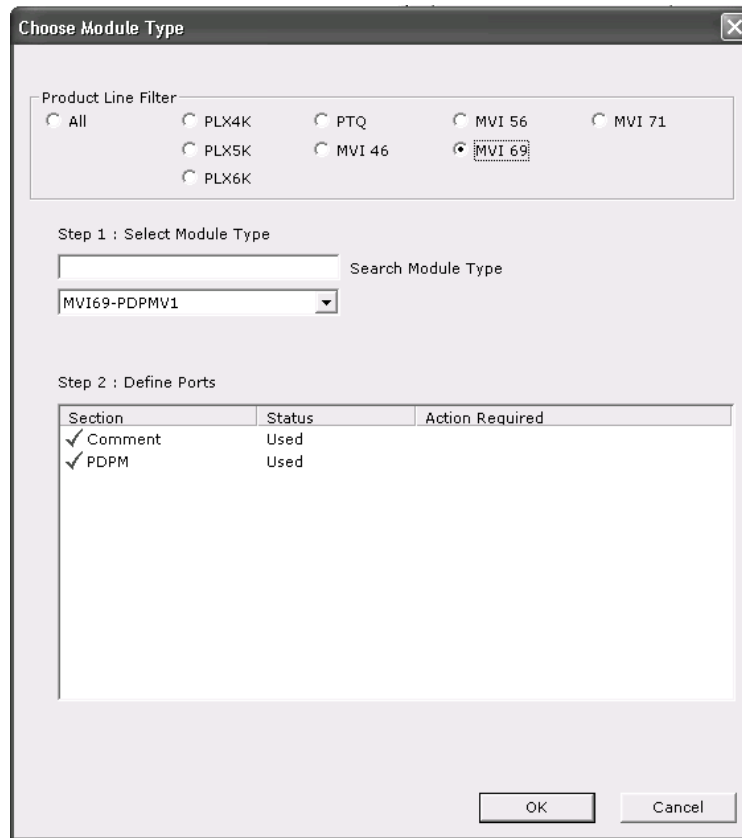 Choose Module Type
Product Line Filter
All PLX4K PTQ MVI 56 MVI 71
PLX5K MVI 46 MVI 69
PLX6K
Step 1 : Select Module Type
Search Module Type
MVI69-PDPMV1
Step 2 : Define Ports
Section Status Action Required
Comment Used
PDPM Used
OK Cancel